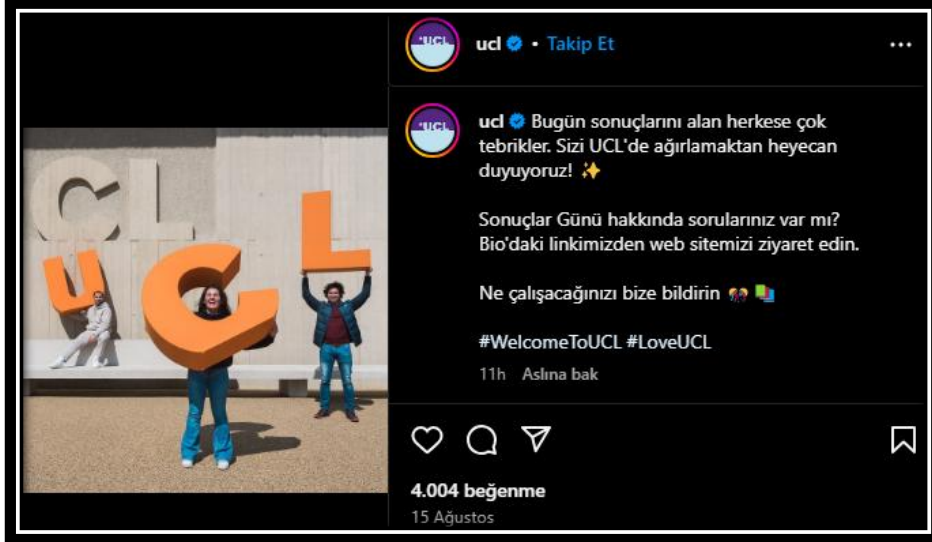 UCL
ucl • Takip Et
CL
U
C
L
UCL
ucl Bugün sonuçlarını alan herkese çok
tebrikler. Sizi UCL'de ağırlamaktan heyecan
duyuyoruz! ✨
Sonuçlar Günü hakkında sorularınız var mı?
Bio'daki linkimizden web sitemizi ziyaret edin.
Ne çalışacağınızı bize bildirin 🎊 📚
#WelcomeToUCL #LoveUCL
11h Aslına bak
4.004 beğenme
15 Ağustos